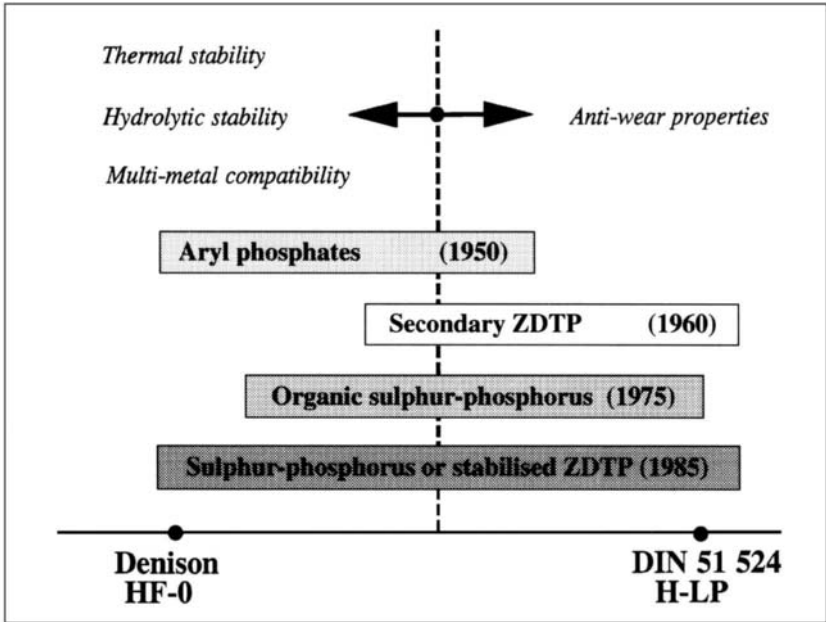 Thermal stability
Hydrolytic stability
Anti-wear properties
Multi-metal compatibility
Aryl phosphates (1950)
Secondary ZDTP (1960)
Organic sulphur-phosphorus (1975)
Sulphur-phosphorus or stabilised ZDTP (1985)
Denison
HF-0
DIN 51 524
H-LP